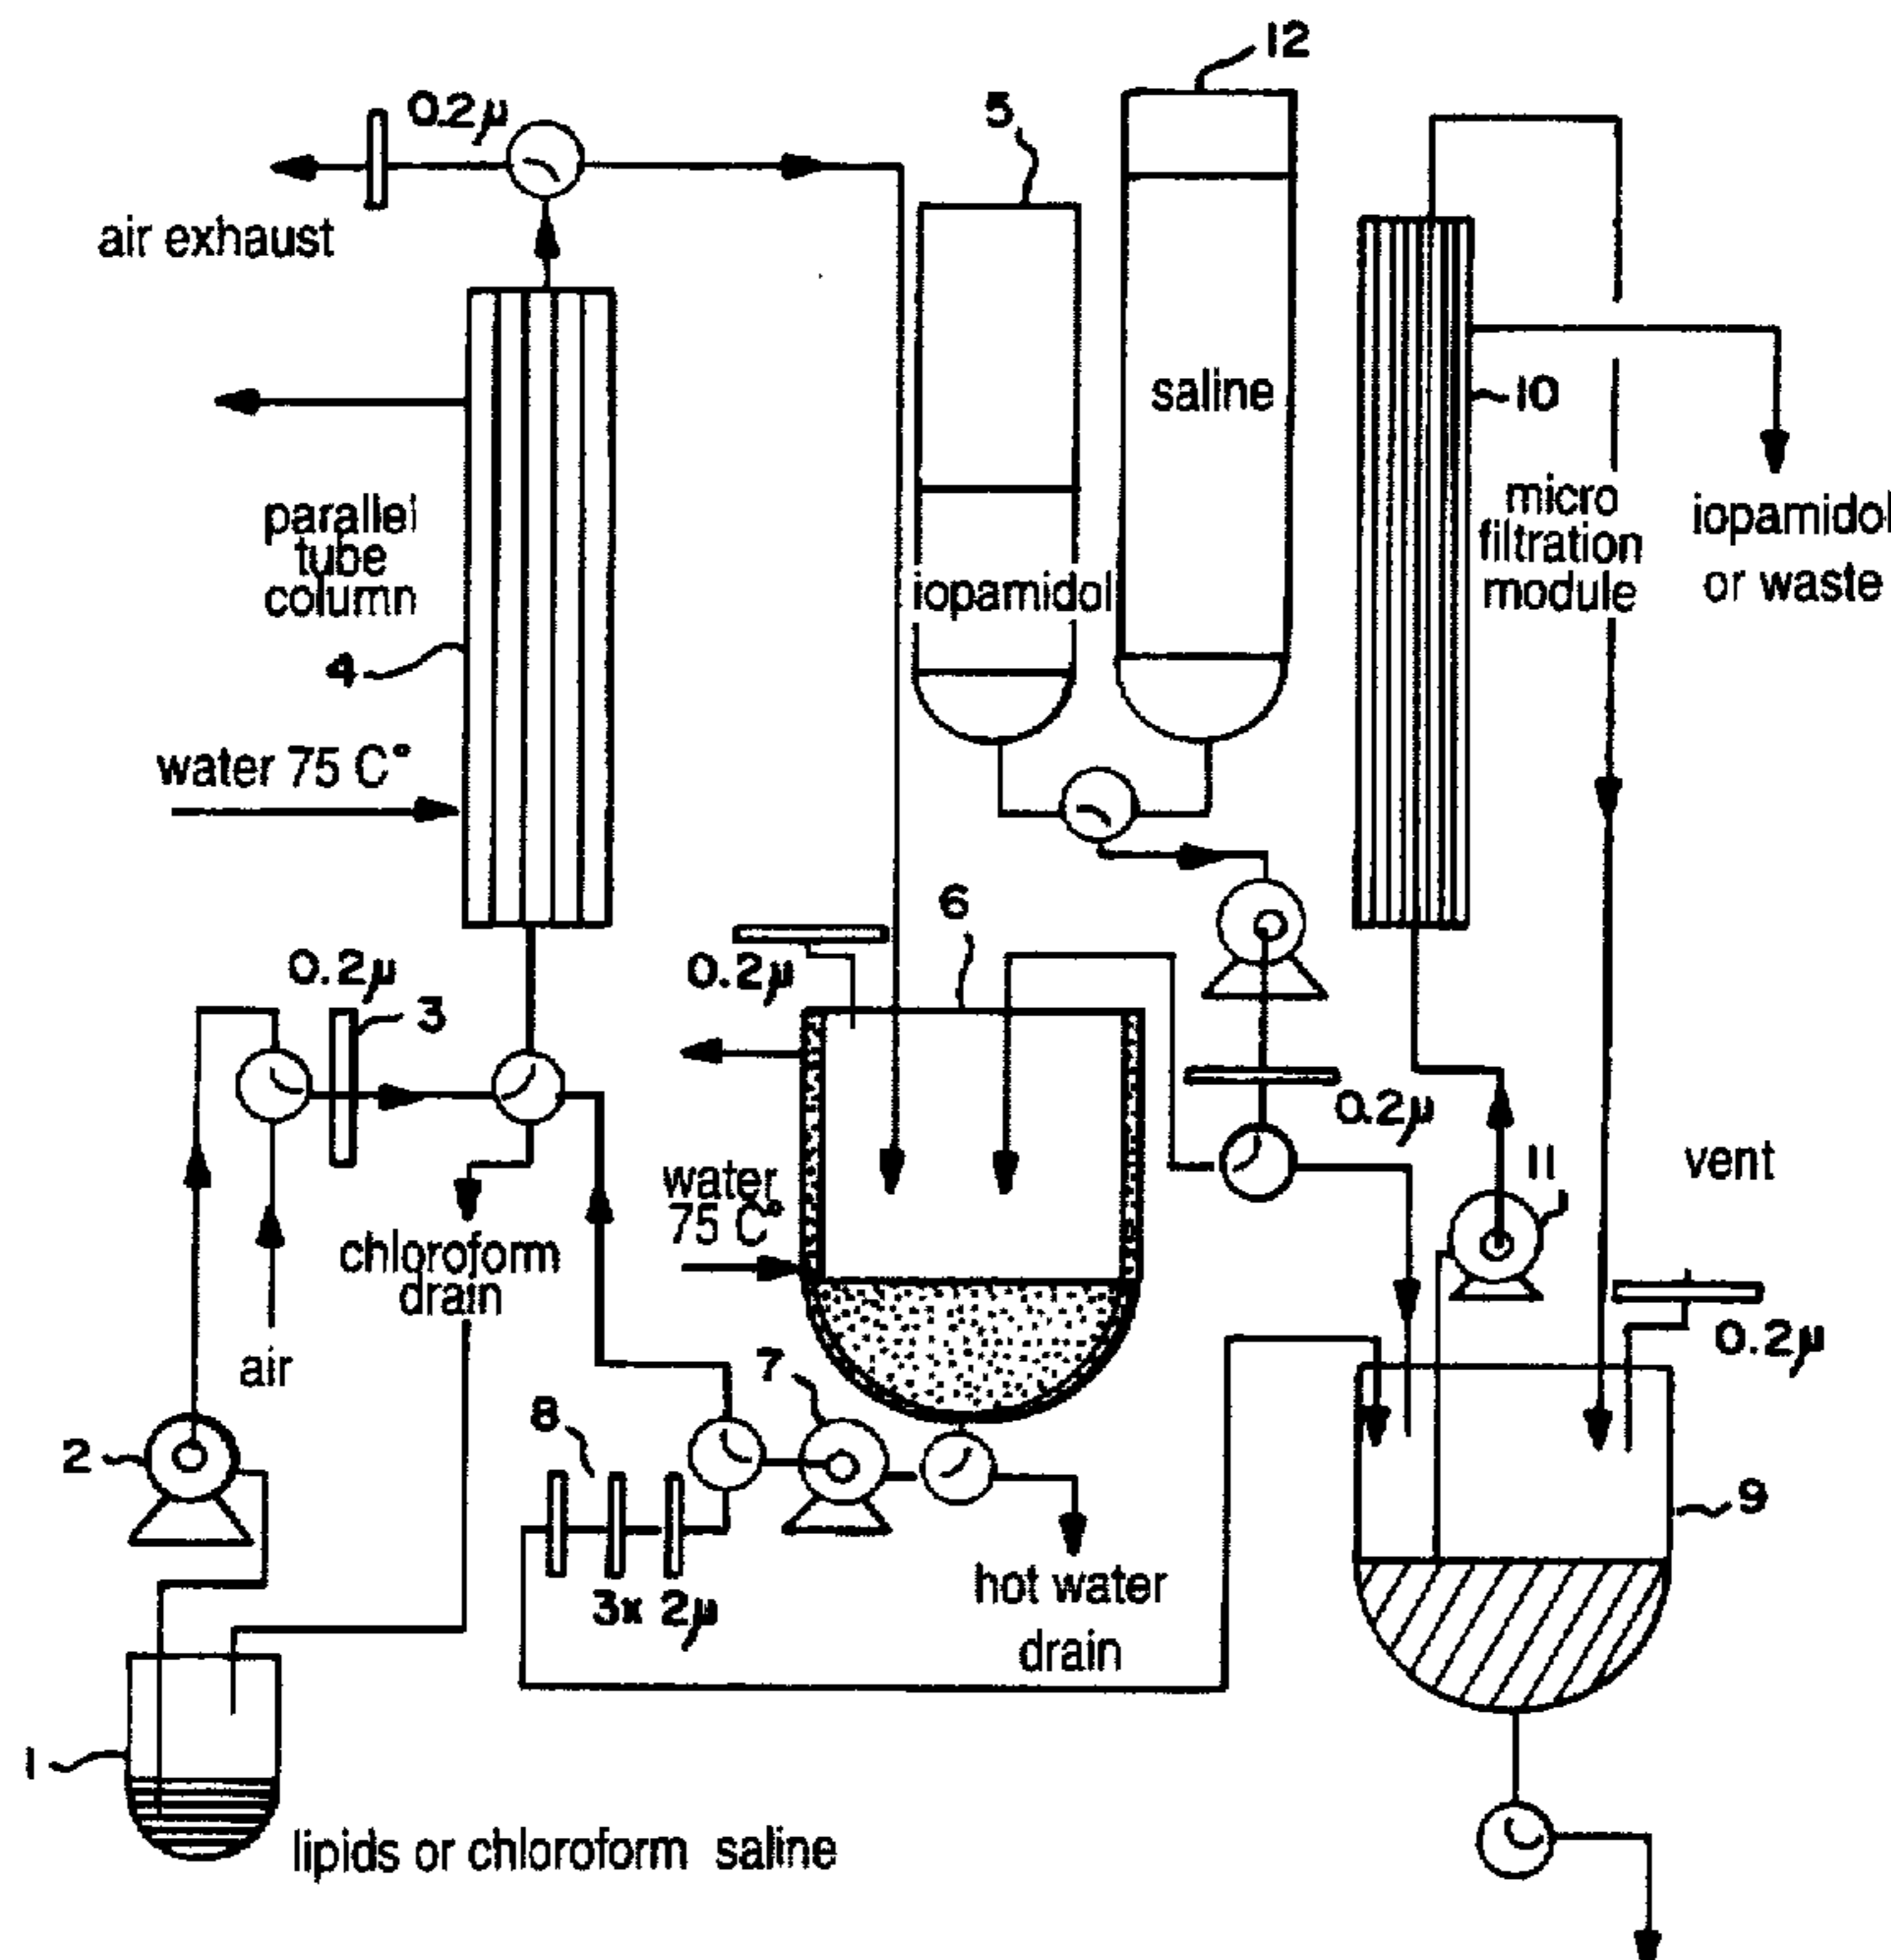 12
0.2μ
5
air exhaust
saline
10
parallel
tube
column
micro
filtration
module
iopamidol
or waste
iopamidol
4
water 75 C°
6
0.2μ
0.2μ
3
0.2μ
11
vent
water
75 C°
chloroform
drain
air
0.2μ
7
8
2
9
3x 2μ
hot water
drain
1
lipids or chloroform saline